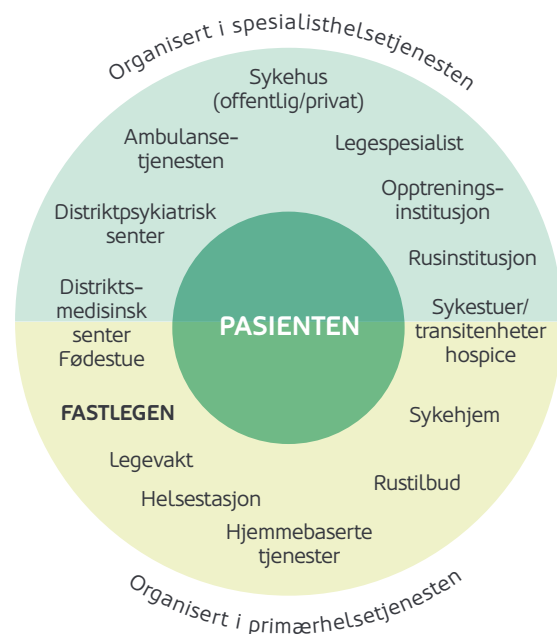 Organisert i spesialisthelsetjenesten
Sykehus
(offentlig/privat)
Ambulanse-
tjenesten
Legespesialist
Opptrenings-
institusjon
Distriktpsykiatrisk
senter
Rusinstitusjon
Distrikts-
medisinsk
senter
Fødestue
PASIENTEN
Sykestuer/
transitenheter
hospice
FASTLEGEN
Sykehjem
Legevakt
Rustilbud
Helsestasjon
Hjemmebaserte
tjenester
Organisert i primærhelsetjenesten